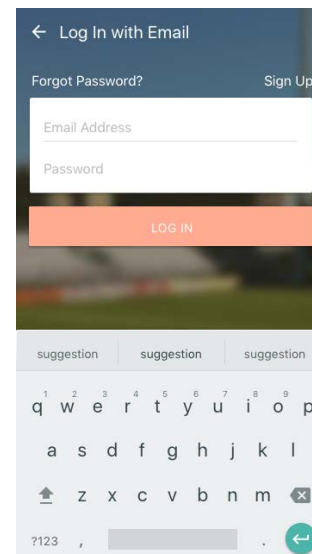 ← Log In with Email
Forgot Password? Sign Up
Email Address
Password
LOG IN
suggestion suggestion suggestion
1 2 3 4 5 6 7 8 9
q w e r t y u i o p
a s d f g h j k l
z x c v b n m
?123 , .